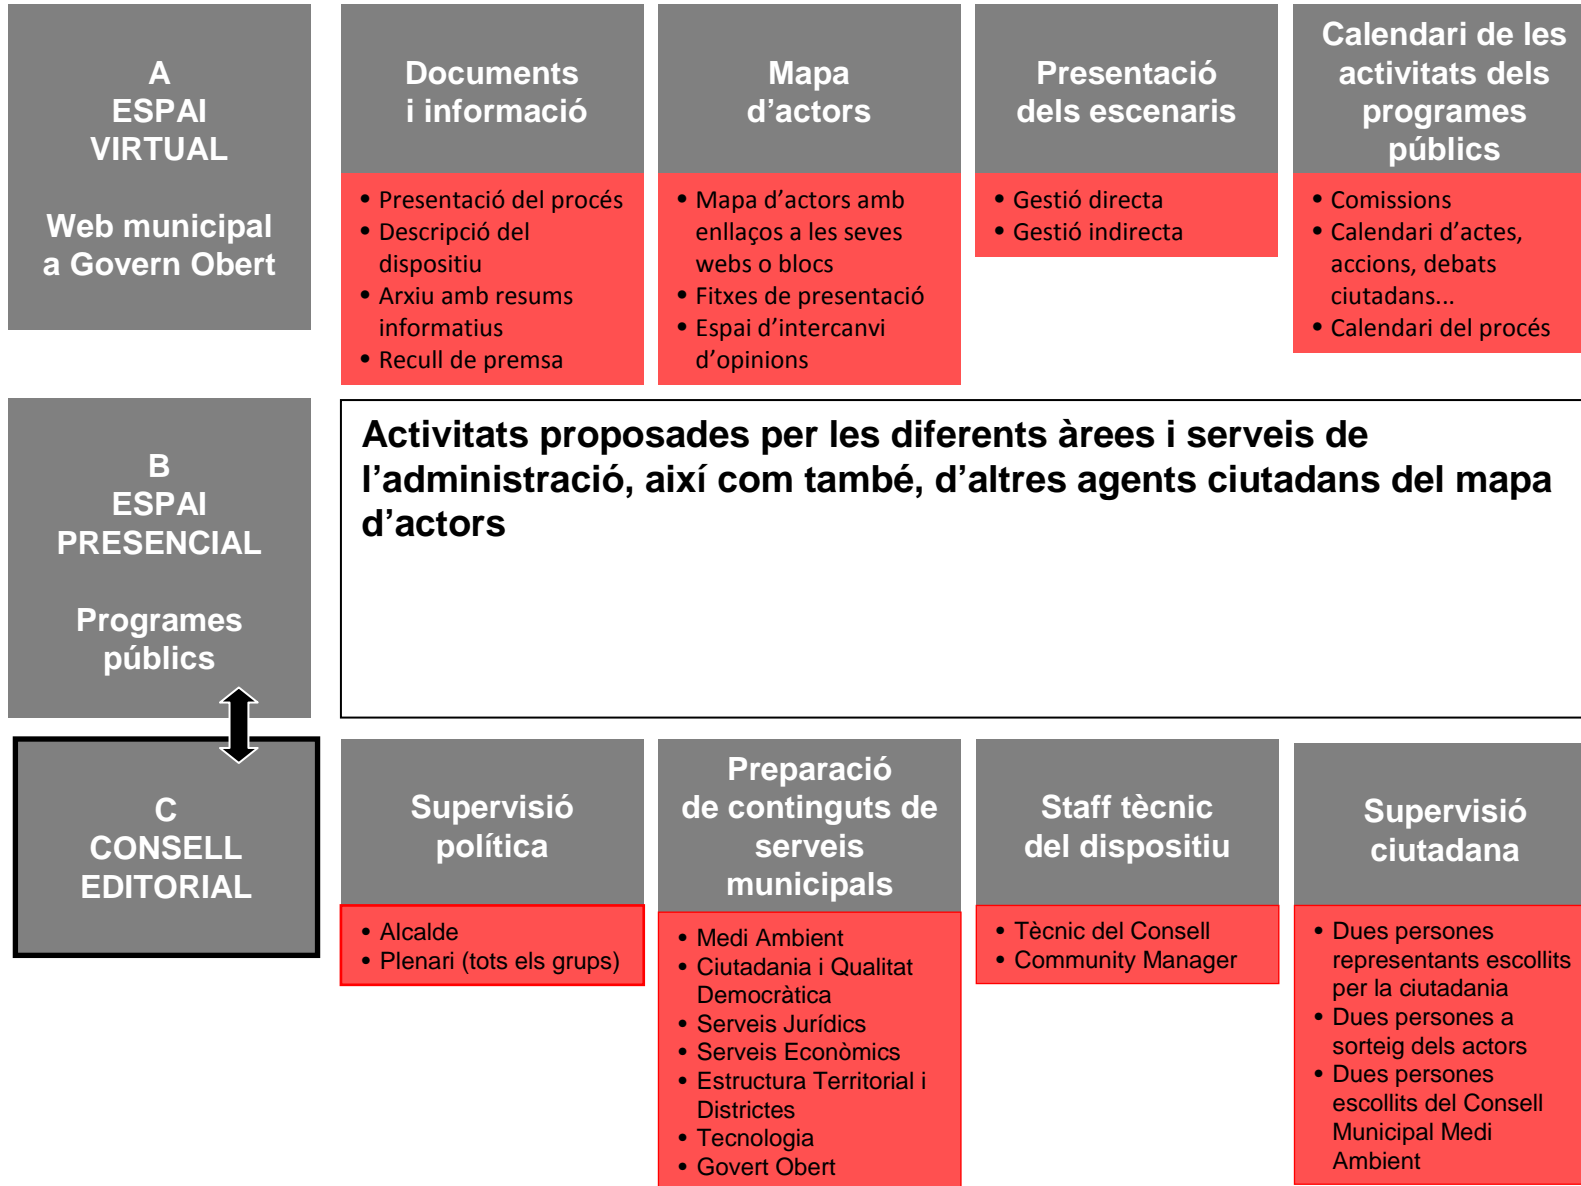 A
ESPAI
VIRTUAL
Web municipal
a Govern Obert
Documents
i informació
• Presentació del procés
• Descripció del
dispositiu
• Arxiu amb resums
informatius
• Recull de premsa
Mapa
d’actors
• Mapa d’actors amb
enllaços a les seves
webs o blocs
• Fitxes de presentació
• Espai d’intercanvi
d’opinions
Presentació
dels escenaris
• Gestió directa
• Gestió indirecta
Calendari de les
activitats dels
programes
públics
• Comissions
• Calendari d’actes,
accions, debats
ciutadans...
• Calendari del procés
B
ESPAI
PRESENCIAL
Programes
públics
Activitats proposades per les diferents àrees i serveis de
l’administració, així com també, d’altres agents ciutadans del mapa
d’actors
C
CONSELL
EDITORIAL
Supervisió
política
• Alcalde
• Plenari (tots els grups)
Preparació
de continguts de
serveis
municipals
• Medi Ambient
• Ciutadania i Qualitat
Democràtica
• Serveis Jurídics
• Serveis Econòmics
• Estructura Territorial i
Districtes
• Tecnologia
• Govert Obert
Staff tècnic
del dispositiu
• Tècnic del Consell
• Community Manager
Supervisió
ciutadana
• Dues persones
representants escollits
per la ciutadania
• Dues persones a
sorteig dels actors
• Dues persones
escollits del Consell
Municipal Medi
Ambient